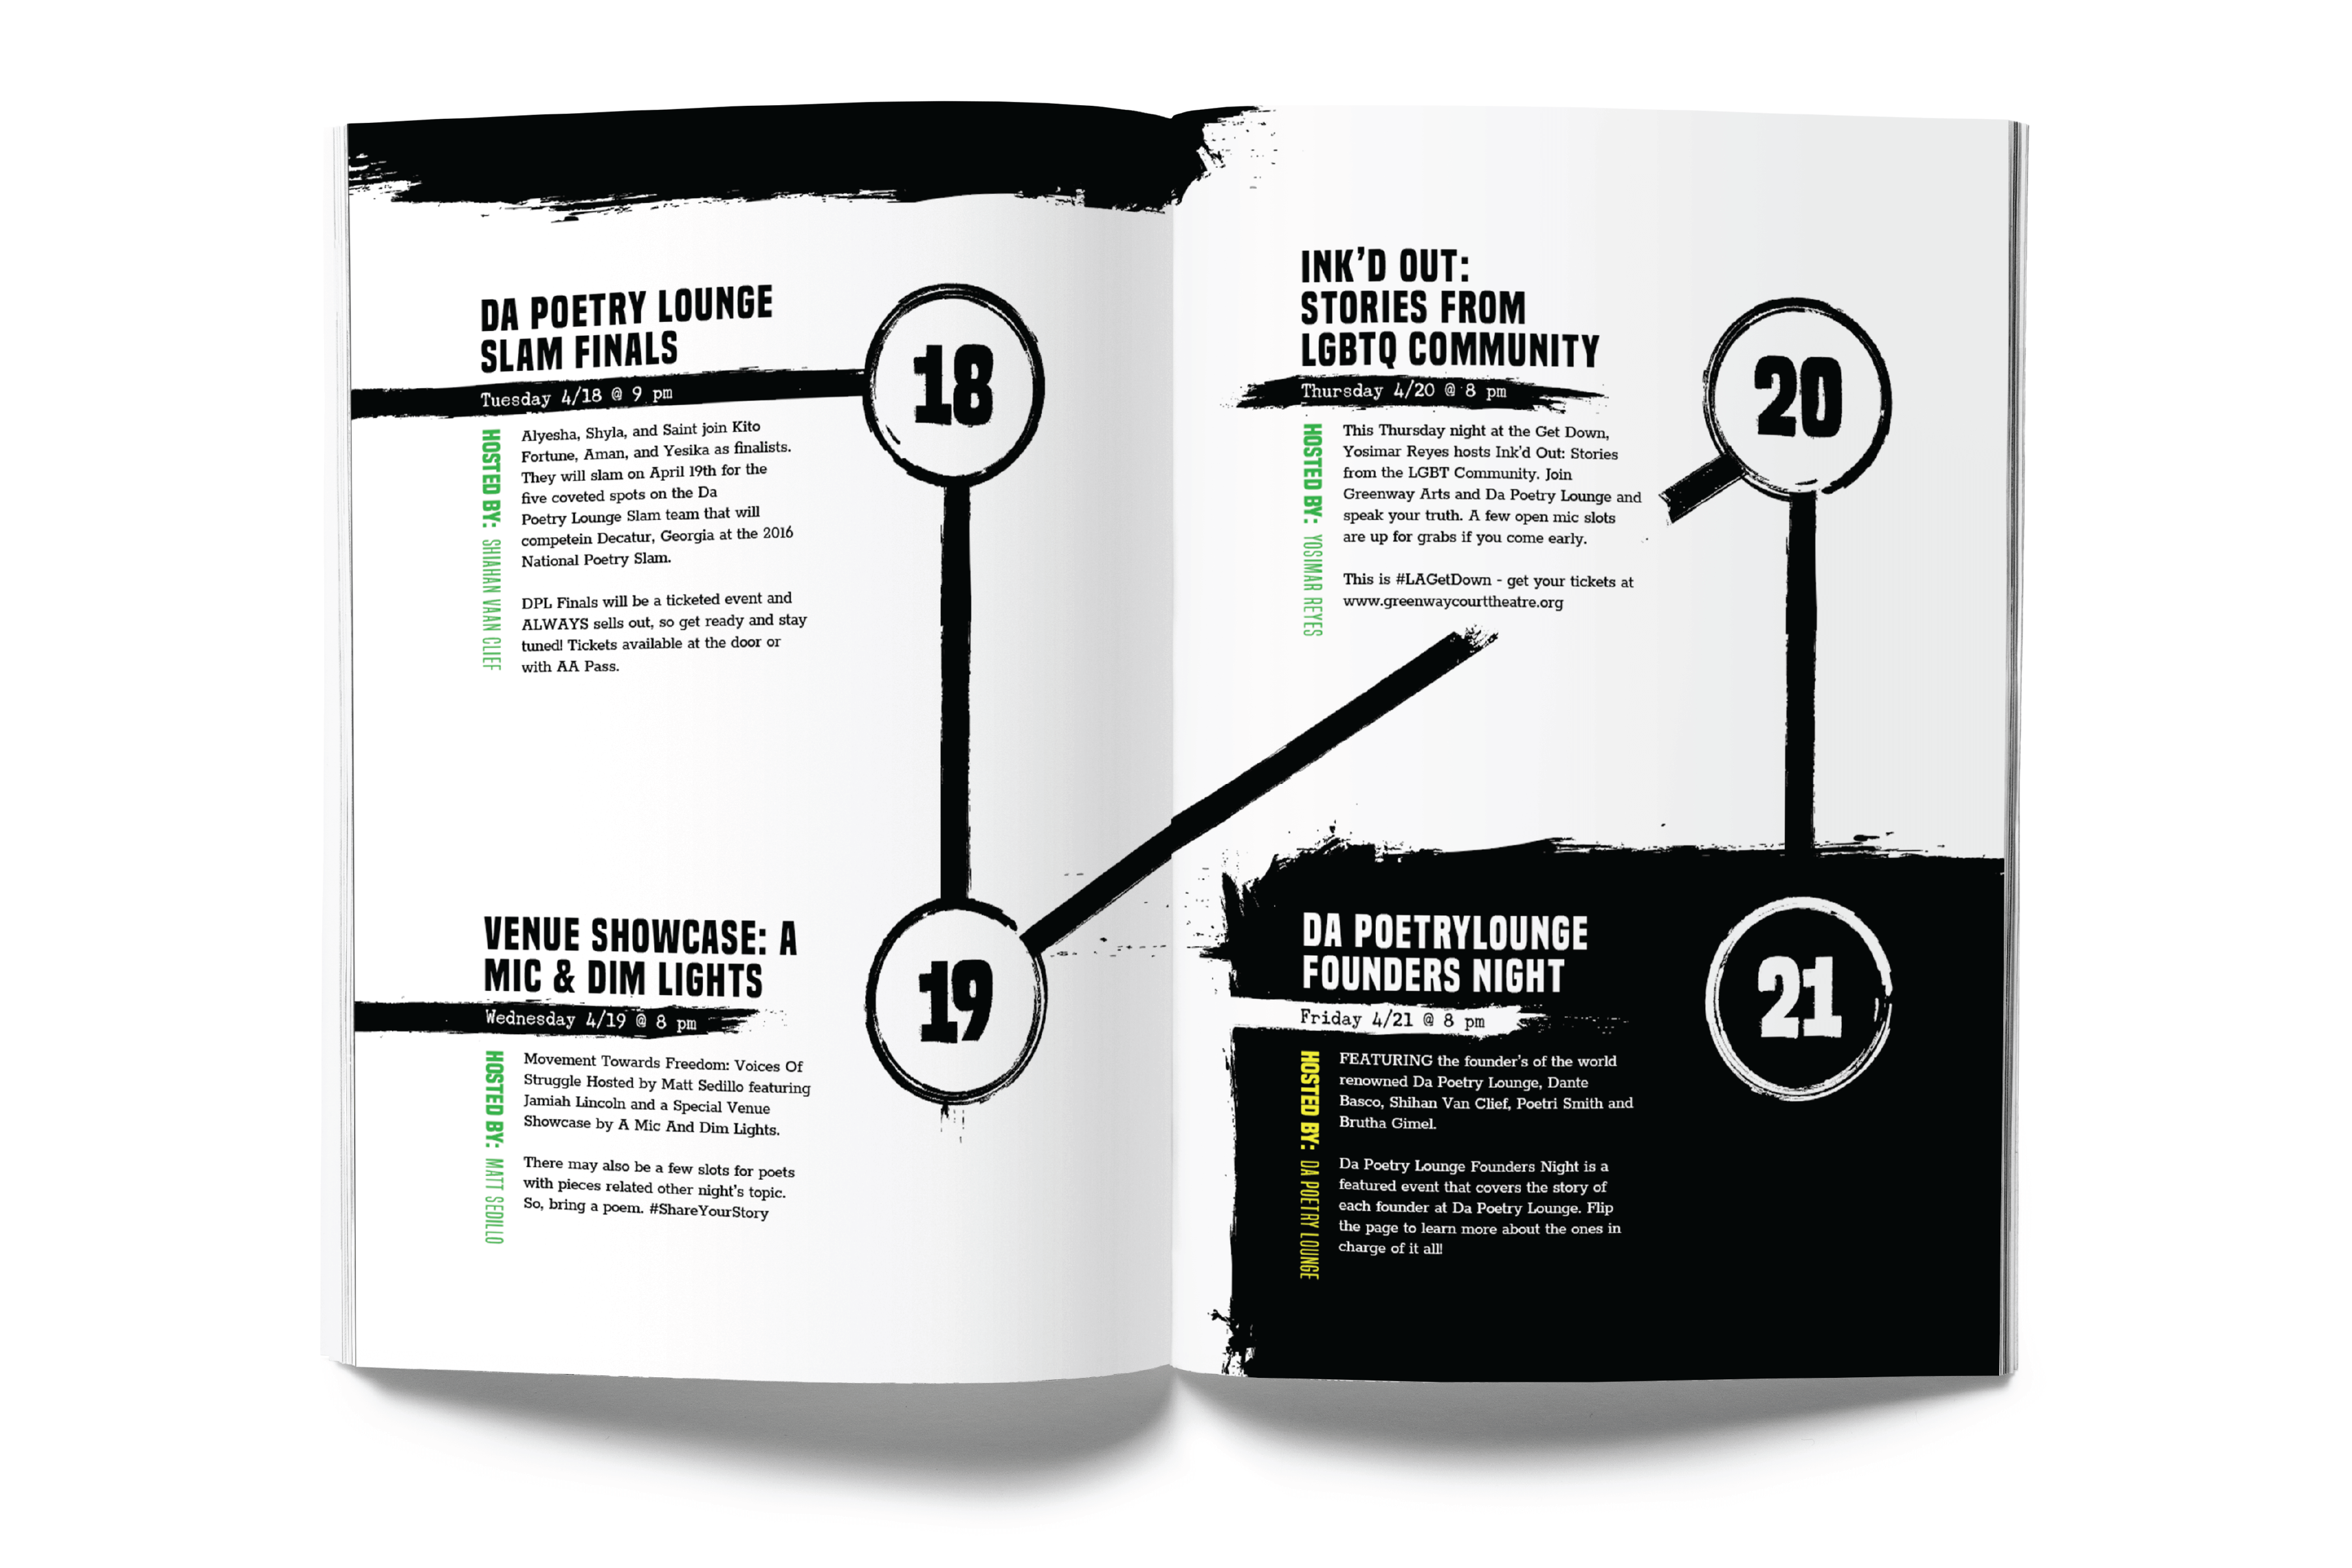 DA POETRY LOUNGE
SLAM FINALS
Tuesday 4/18 @ 9 pm
HOSTED BY: SHIAHAN VAN CLIEF
Alyesha, Shyla, and Saint join Kito
Fortune, Aman, and Yesika as finalists.
They will slam on April 19th for the
five coveted spots on the Da
Poetry Lounge Slam team that will
competein Decatur, Georgia at the 2016
National Poetry Slam.
DPL Finals will be a ticketed event and
ALWAYS sells out, so get ready and stay
tuned! Tickets available at the door or
with AA Pass.
18
VENUE SHOWCASE: A
MIC & DIM LIGHTS
Wednesday 4/19 @ 8 pm
HOSTED BY: MATT SEDILLO
Movement Towards Freedom: Voices Of
Struggle Hosted by Matt Sedillo featuring
Jamiah Lincoln and a Special Venue
Showcase by A Mic And Dim Lights.
There may also be a few slots for poets
with pieces related other night's topic.
So, bring a poem. #ShareYourStory
19
INK'D OUT:
STORIES FROM
LGBTQ COMMUNITY
Thursday 4/20 @ 8 pm
HOSTED BY: YOSIMAR REYES
This Thursday night at the Get Down,
Yosimar Reyes hosts Ink'd Out: Stories
from the LGBT Community. Join
Greenway Arts and Da Poetry Lounge and
speak your truth. A few open mic slots
are up for grabs if you come early.
This is #LAGetDown - get your tickets at
www.greenwaycourttheatre.org
20
DA POETRYLOUNGE
FOUNDERS NIGHT
Friday 4/21 @ 8 pm
HOSTED BY: DA POETRY LOUNGE
FEATURING the founder's of the world
renowned Da Poetry Lounge, Dante
Basco, Shihan Van Clief, Poetri Smith and
Brutha Gimel.
Da Poetry Lounge Founders Night is a
featured event that covers the story of
each founder at Da Poetry Lounge. Flip
the page to learn more about the ones in
charge of it all!
21